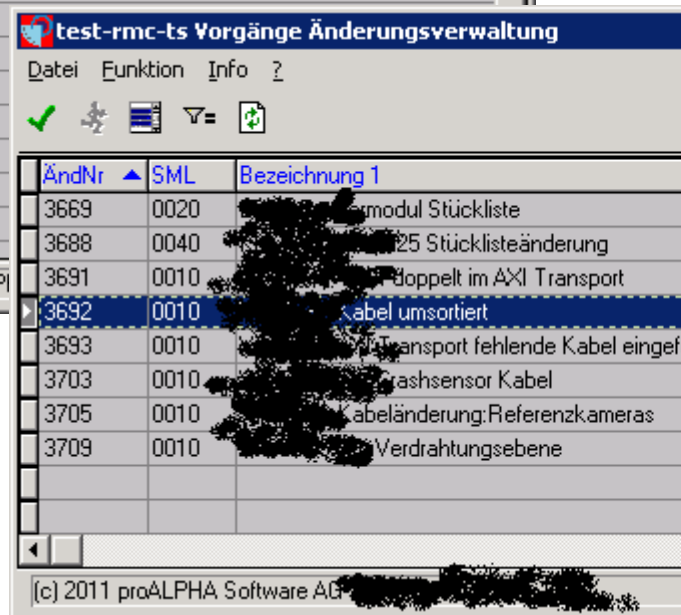 test-rmc-ts Vorgänge Änderungsverwaltung
Datei Funktion Info ?
ÄndNr SML Bezeichnung 1
3669 0020 Stückliste
3688 0040 25 Stücklisteänderung
3691 0010 doppelt im AXI Transport
3692 0010 Kabel umsortiert
3693 0010 Transport fehlende Kabel eingef
3703 0010 Kabel
3705 0010 Kabeländerung:Referenzkameras
3709 0010 Verdrahtungsebene
(c) 2011 proALPHA Software AG